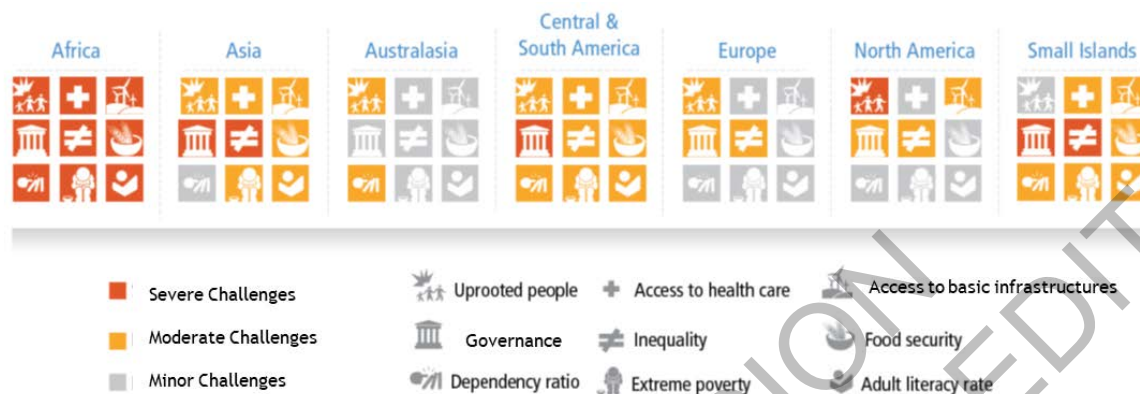 Africa
Asia
Australasia
Central &
South America
Europe
North America
Small Islands
Severe Challenges
Uprooted people
Access to health care
Access to basic infrastructures
Moderate Challenges
Governance
Inequality
Food security
Minor Challenges
Dependency ratio
Extreme poverty
Adult literacy rate